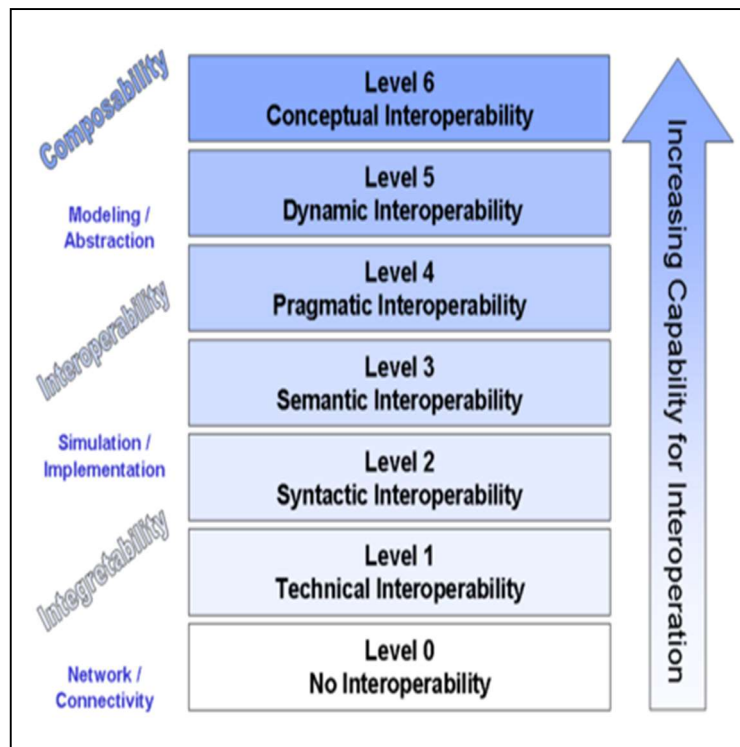 Composability
Level 6
Conceptual Interoperability
Level 5
Dynamic Interoperability
Modeling /
Abstraction
Level 4
Pragmatic Interoperability
Interoperability
Level 3
Semantic Interoperability
Simulation /
Implementation
Level 2
Syntactic Interoperability
Integretability
Level 1
Technical Interoperability
Network /
Connectivity
Level 0
No Interoperability
Increasing Capability for Interoperation